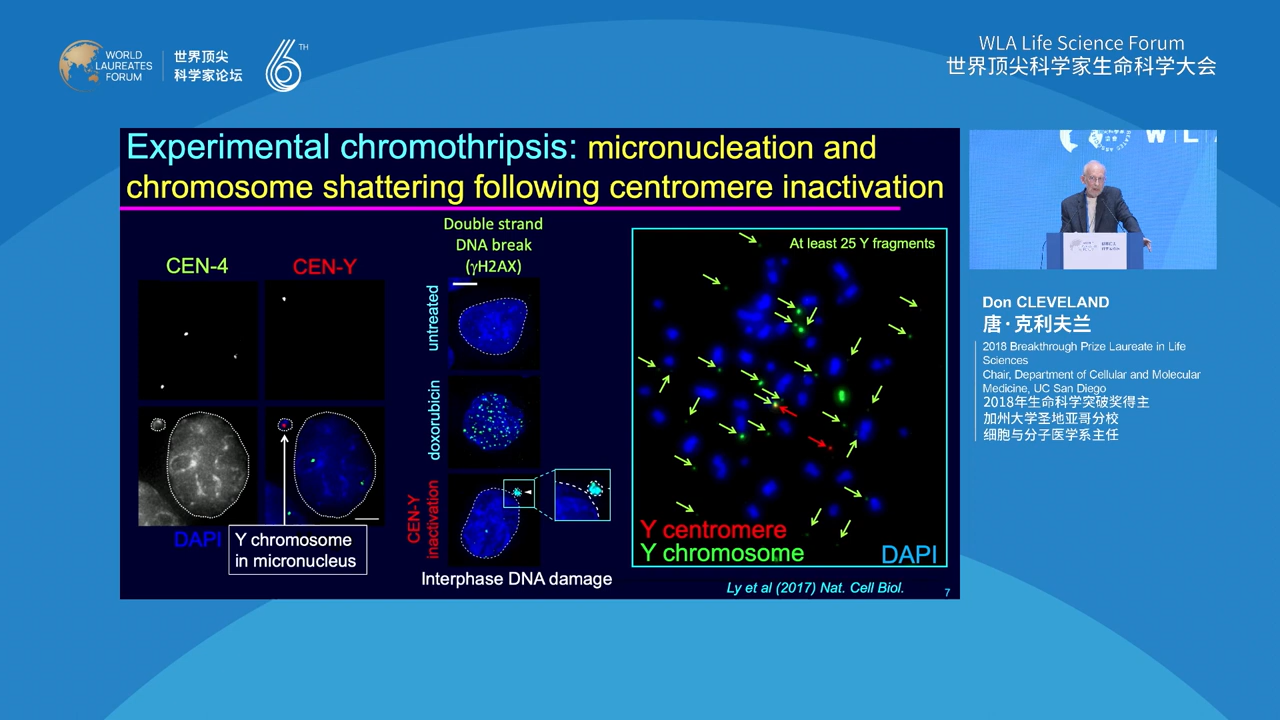 WORLD
LAUREATES
FORUM
世界顶尖
科学家论坛
6TH
WLA Life Science Forum
世界顶尖科学家生命科学大会
Experimental chromothripsis: micronucleation and
chromosome shattering following centromere inactivation
CEN-4
CEN-Y
DAPI
Y chromosome
in micronucleus
Double strand
DNA break
(γH2AX)
untreated
doxorubicin
CEN-Y
inactivation
Interphase DNA damage
At least 25 Y fragments
Y centromere
Y chromosome
DAPI
Ly et al (2017) Nat. Cell Biol.
7
W L
Don CLEVELAND
唐·克利夫兰
2018 Breakthrough Prize Laureate in Life
Sciences
Chair, Department of Cellular and Molecular
Medicine, UC San Diego
2018年生命科学突破奖得主
加州大学圣地亚哥分校
细胞与分子医学系主任